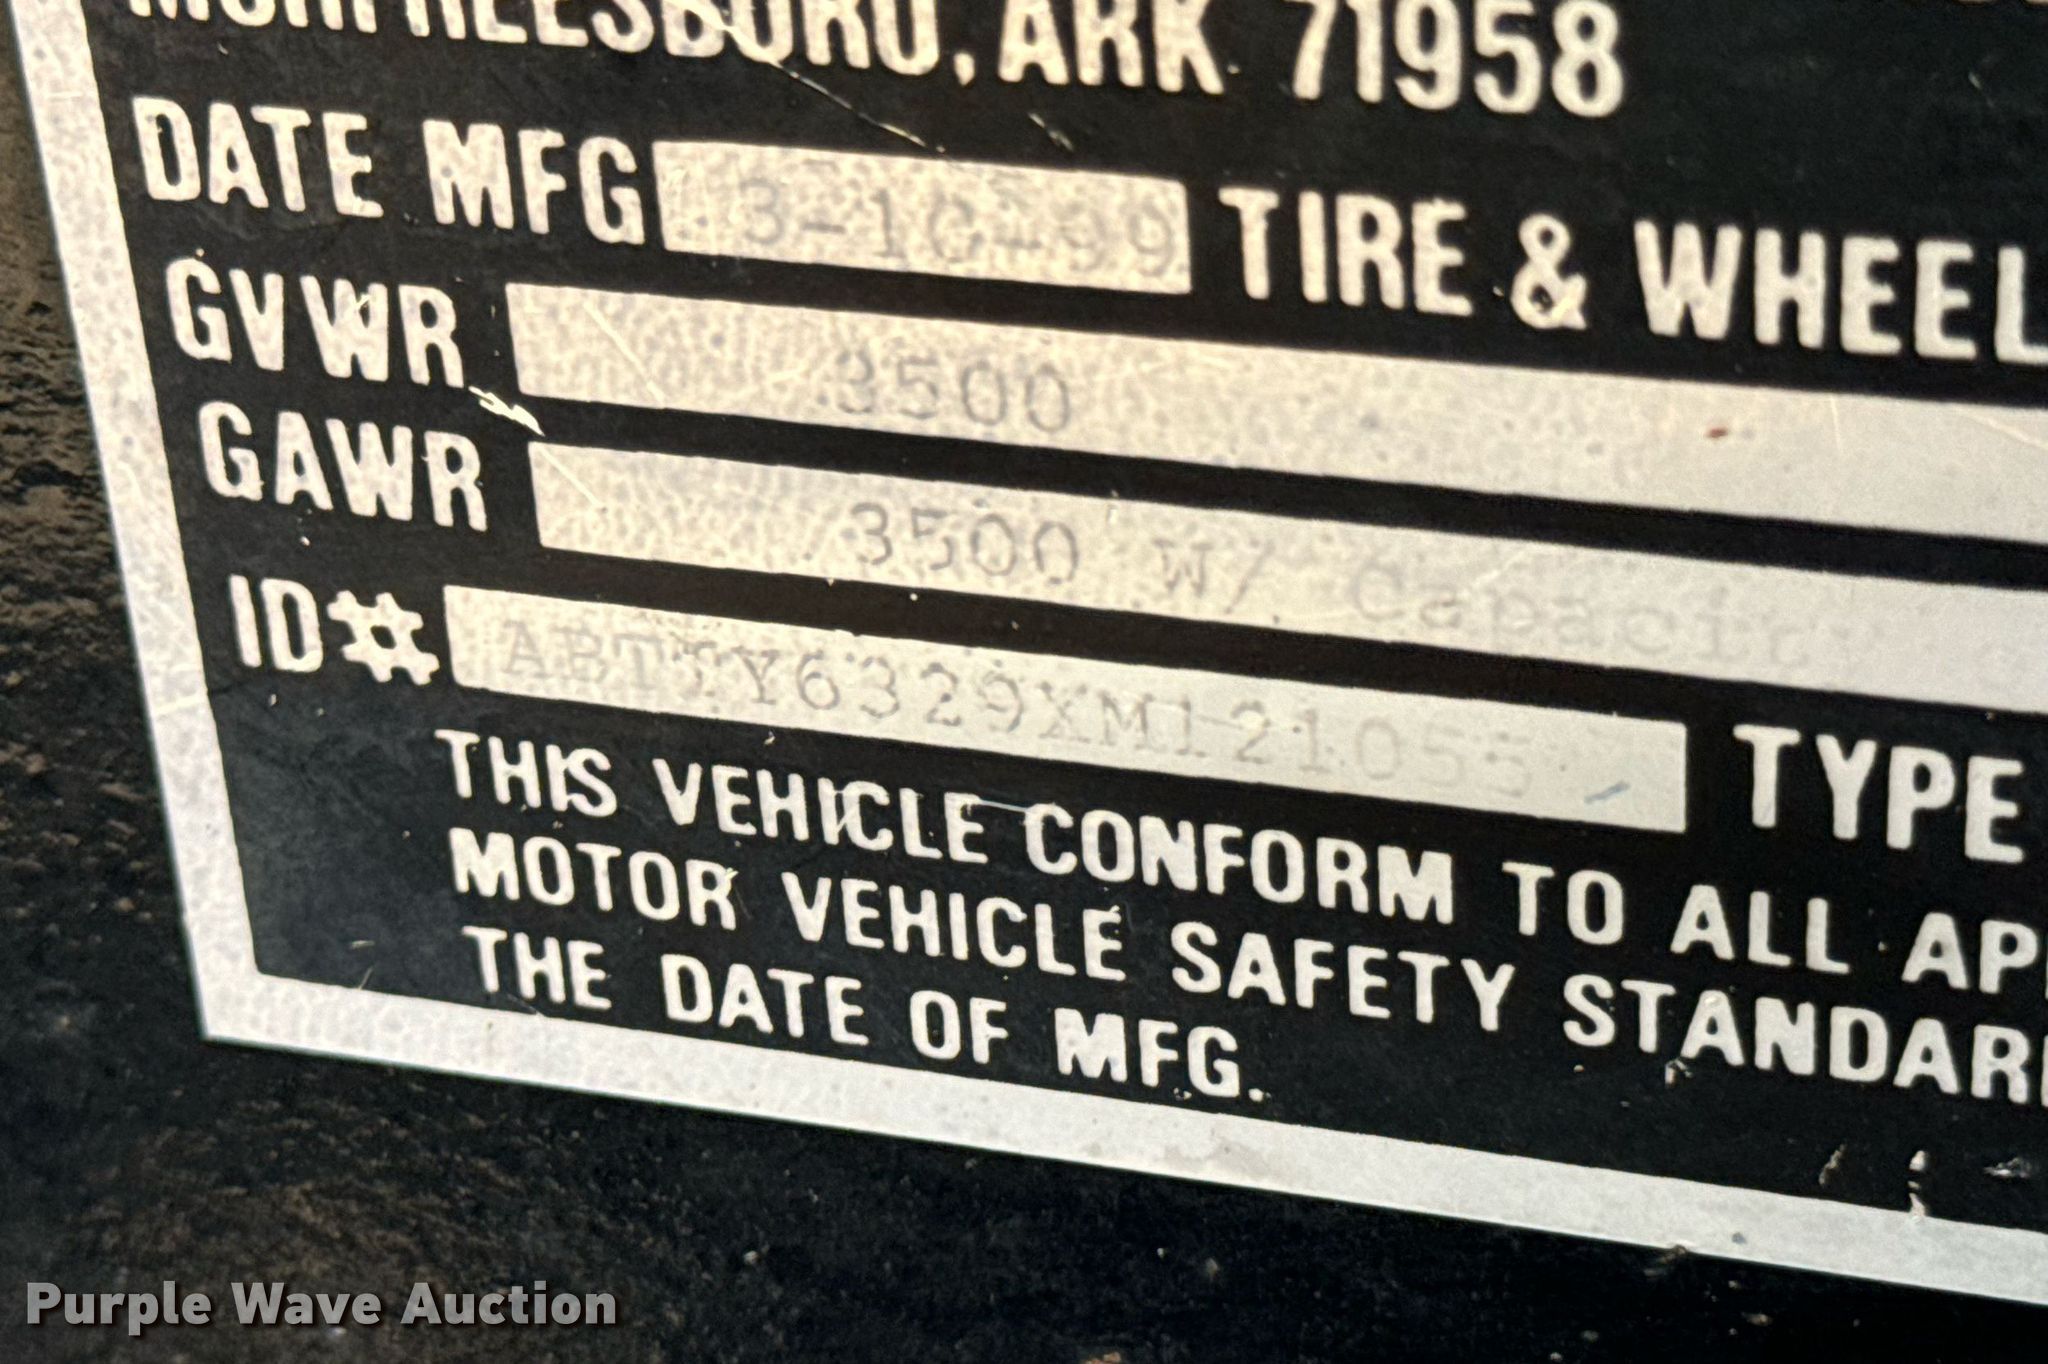 MURFREESBORO, ARK 71958
DATE MFG 3-10-99 TIRE & WHEEL
GVWR 3500
GAWR 3500 W/ Capacity
ID# ABTTY6329XM121055 TYPE
THIS VEHICLE CONFORM TO ALL AP
MOTOR VEHICLE SAFETY STANDAR
THE DATE OF MFG.
Purple Wave Auction